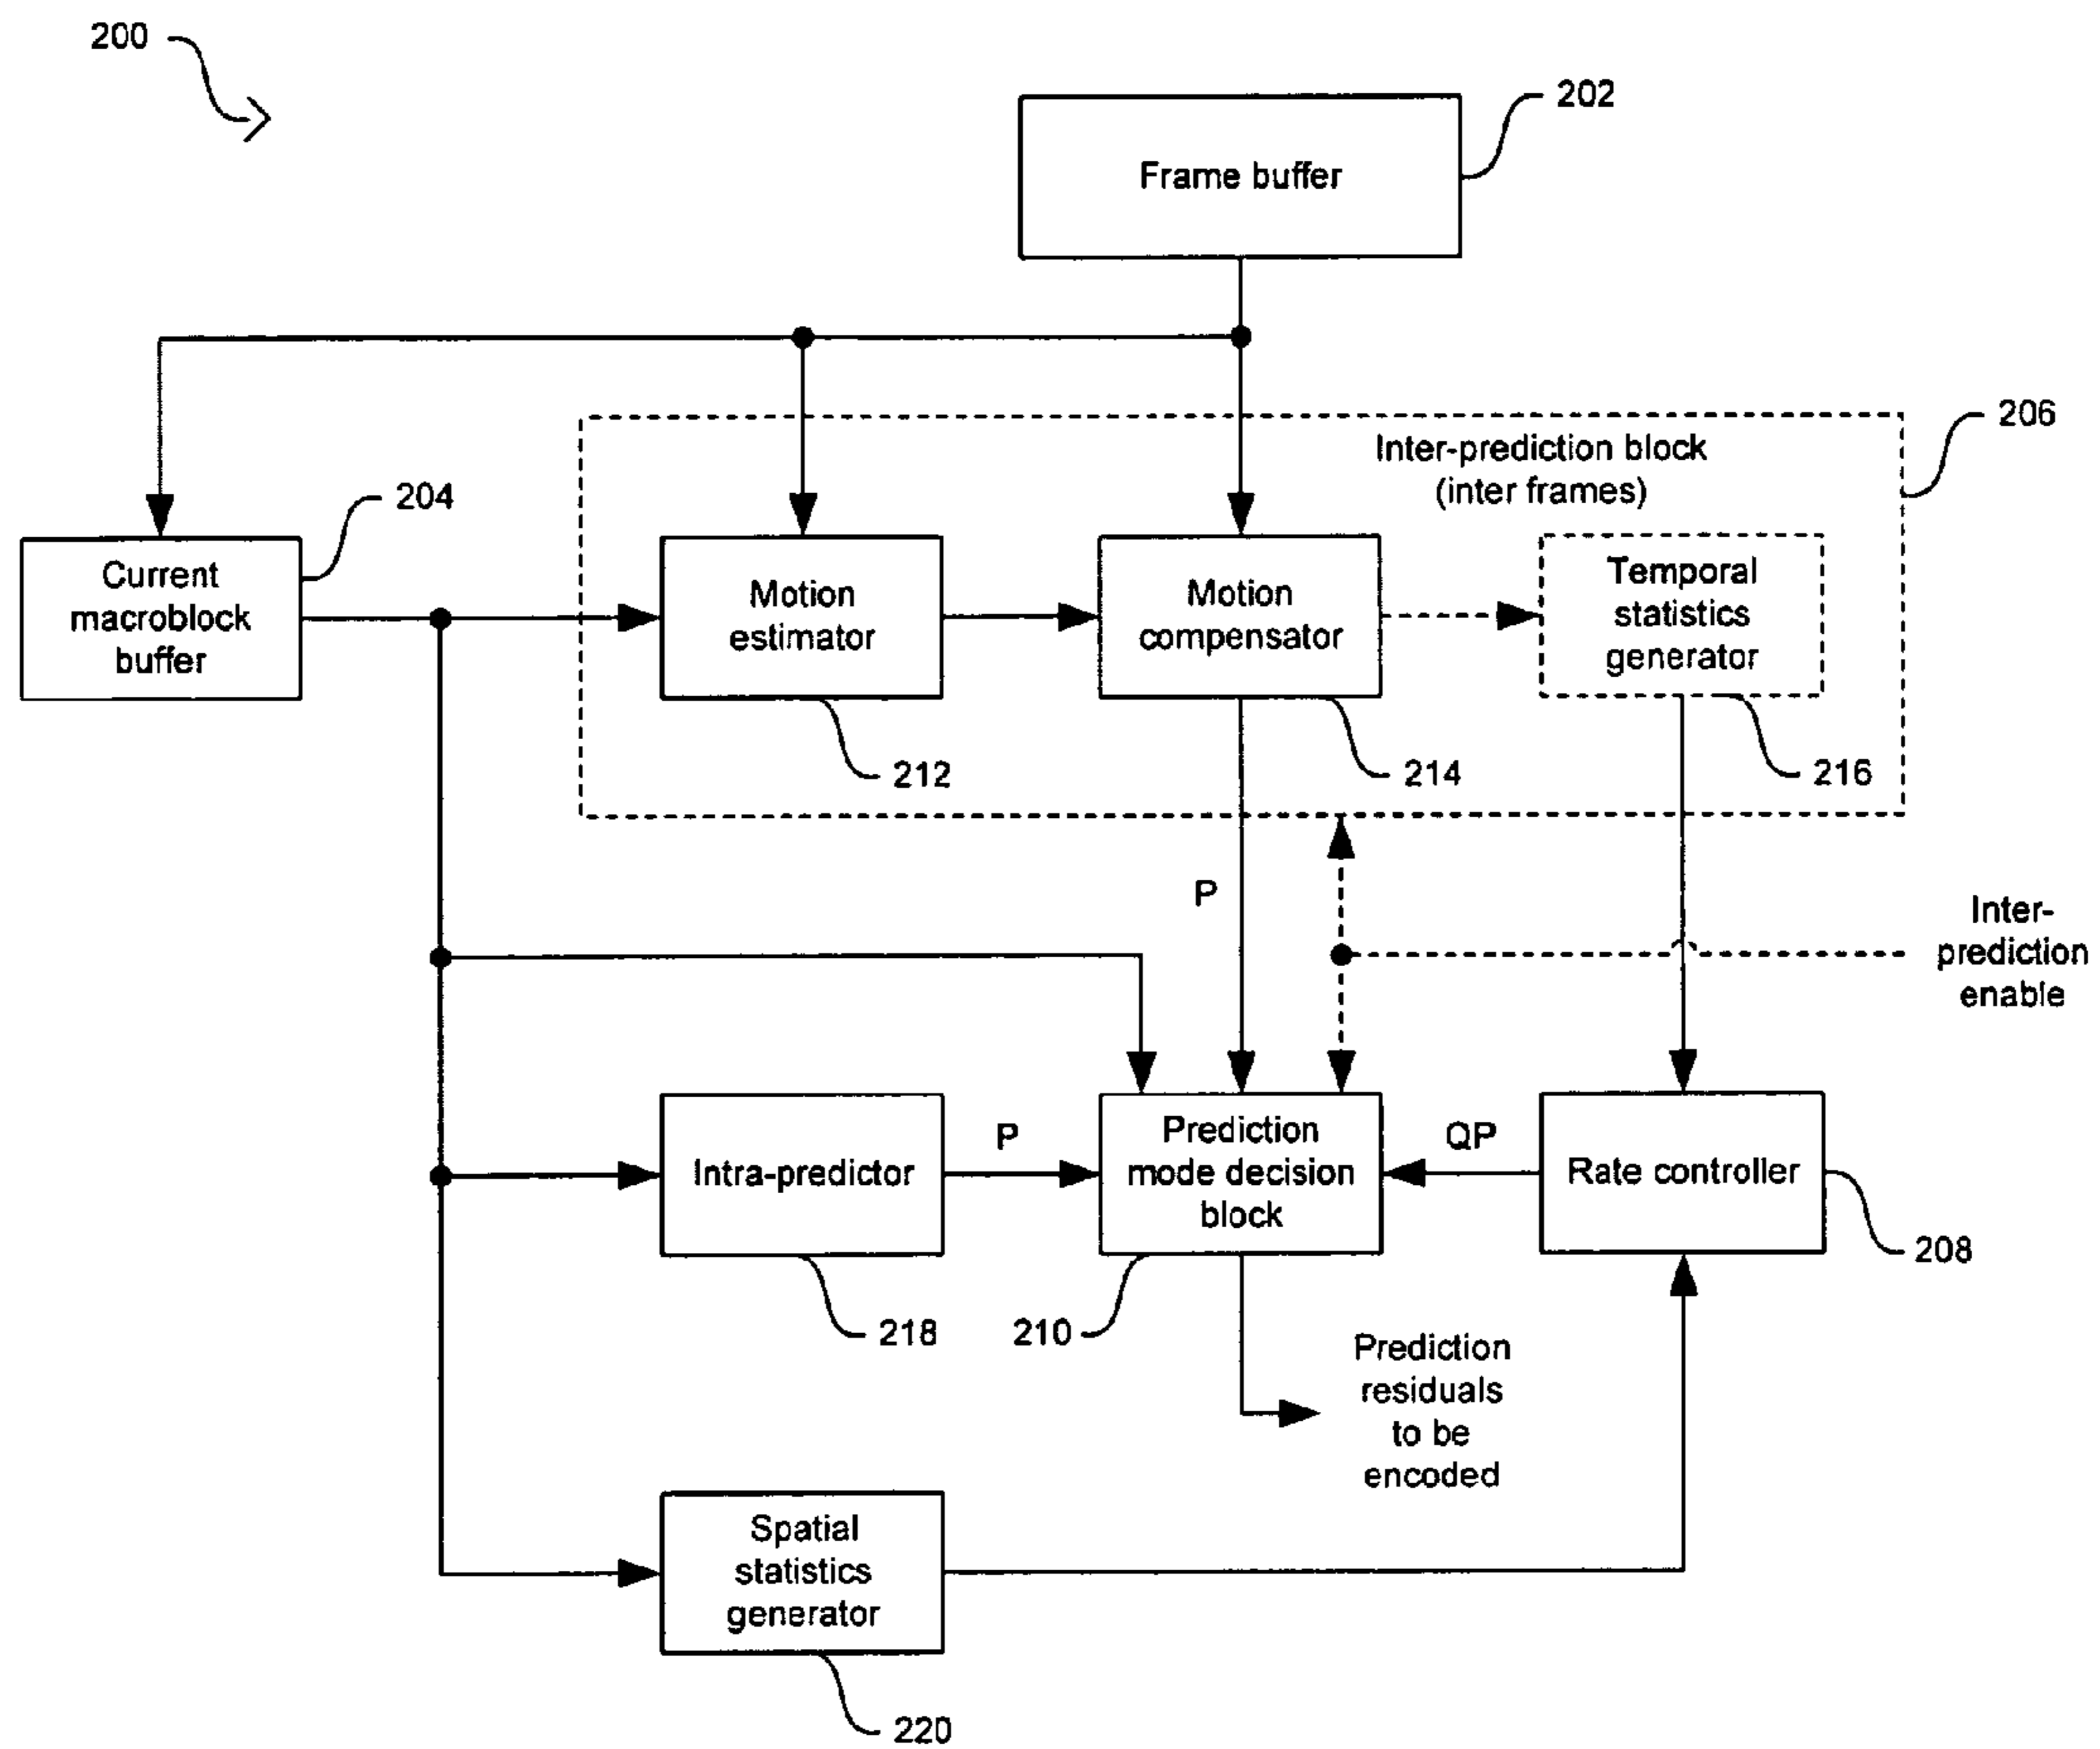 200
202
Frame buffer
206
Inter-prediction block
(inter frames)
204
Current
macroblock
buffer
Motion
estimator
Motion
compensator
Temporal
statistics
generator
212
214
216
P
Inter-
prediction
enable
Intra-predictor
P
Prediction
mode decision
block
QP
Rate controller
208
218
210
Prediction
residuals
to be
encoded
Spatial
statistics
generator
220